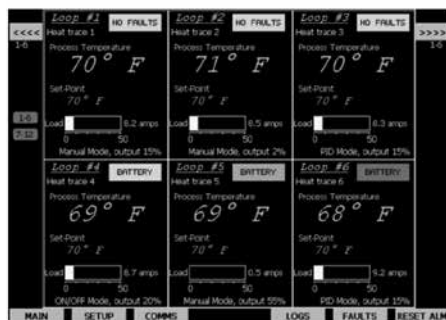 Loop #1 NO FAULTS
Heat trace 1
Process Temperature
70° F
Set-Point
70° F
Load 8.2 amps
0 50
Manual Mode, output 15%
Loop #2 NO FAULTS
Heat trace 2
Process Temperature
71° F
Set-Point
70° F
Load 8.5 amps
0 50
Manual Mode, output 2%
Loop #3 NO FAULTS
Heat trace 3
Process Temperature
70° F
Set-Point
70° F
Load 8.3 amps
0 50
PID Mode, output 15%
<<<<
1-6
>>>>
1-6
1-6
7-12
Loop #4 BATTERY
Heat trace 4
Process Temperature
69° F
Set-Point
70° F
Load 8.7 amps
0 50
ON/OFF Mode, output 20%
Loop #5 BATTERY
Heat trace 5
Process Temperature
69° F
Set-Point
70° F
Load 0.5 amps
0 50
Manual Mode, output 55%
Loop #6 BATTERY
Heat trace 6
Process Temperature
68° F
Set-Point
70° F
Load 9.2 amps
0 50
PID Mode, output 15%
MAIN SETUP COMMS LOGS FAULTS RESET ALM